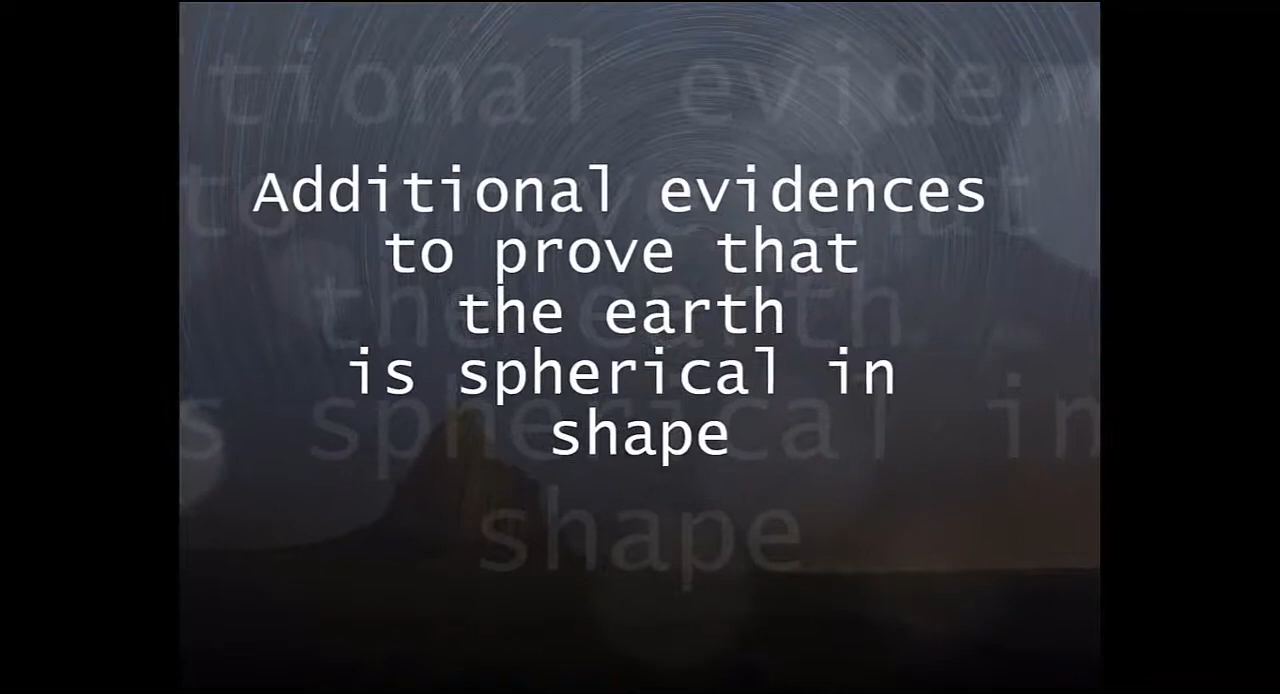 Additional evidences
to prove that
the earth
is spherical in
shape